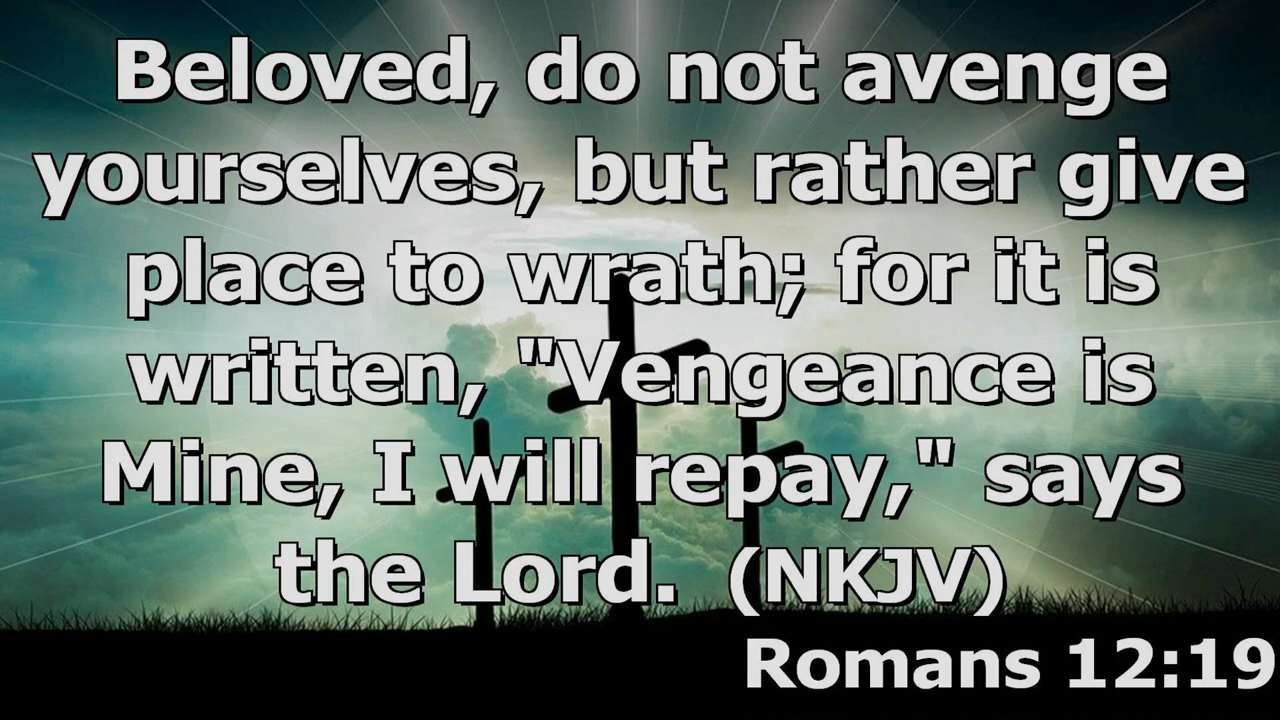 Beloved, do not avenge
yourselves, but rather give
place to wrath; for it is
written, "Vengeance is
Mine, I will repay," says
the Lord. (NKJV)
Romans 12:19